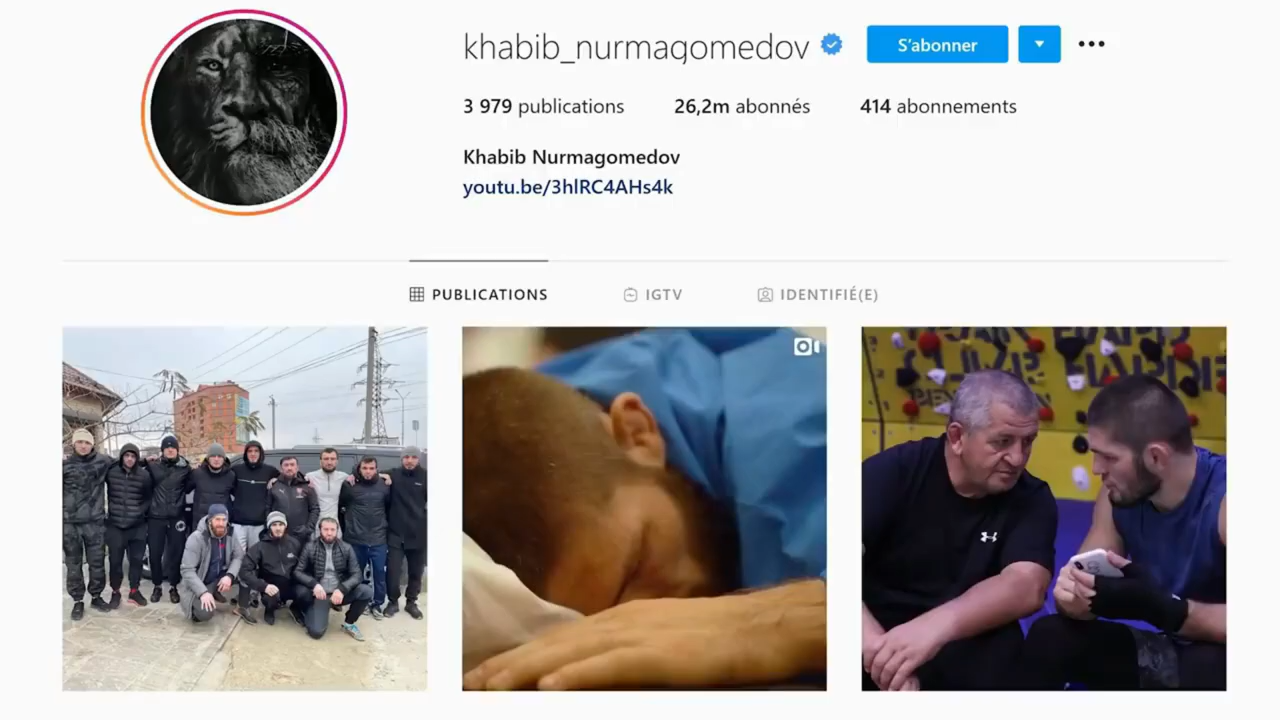 khabib_nurmagomedov S'abonner
3 979 publications 26,2m abonnés 414 abonnements
Khabib Nurmagomedov
youtu.be/3hlRC4AHs4k
PUBLICATIONS IGTV IDENTIFIÉ(E)